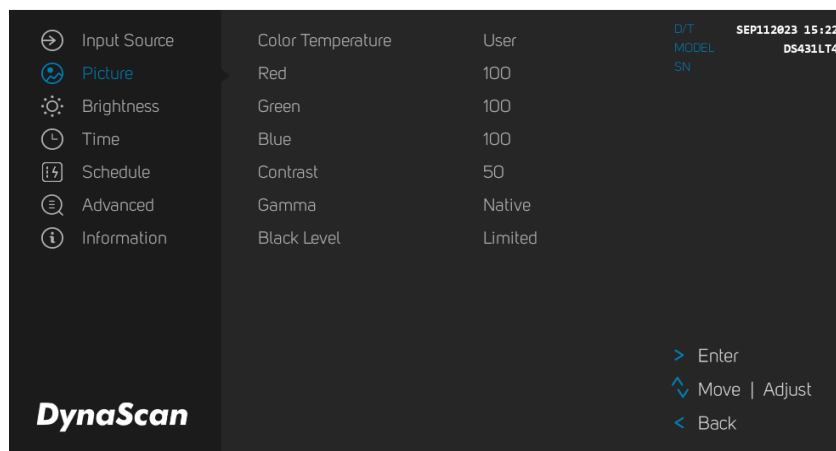 Input Source
Picture
Brightness
Time
Schedule
Advanced
Information
DynaScan
Color Temperature User
Red 100
Green 100
Blue 100
Contrast 50
Gamma Native
Black Level Limited
D/T SEP112023 15:22
MODEL DS431LT4
SN
> Enter
Move | Adjust
< Back